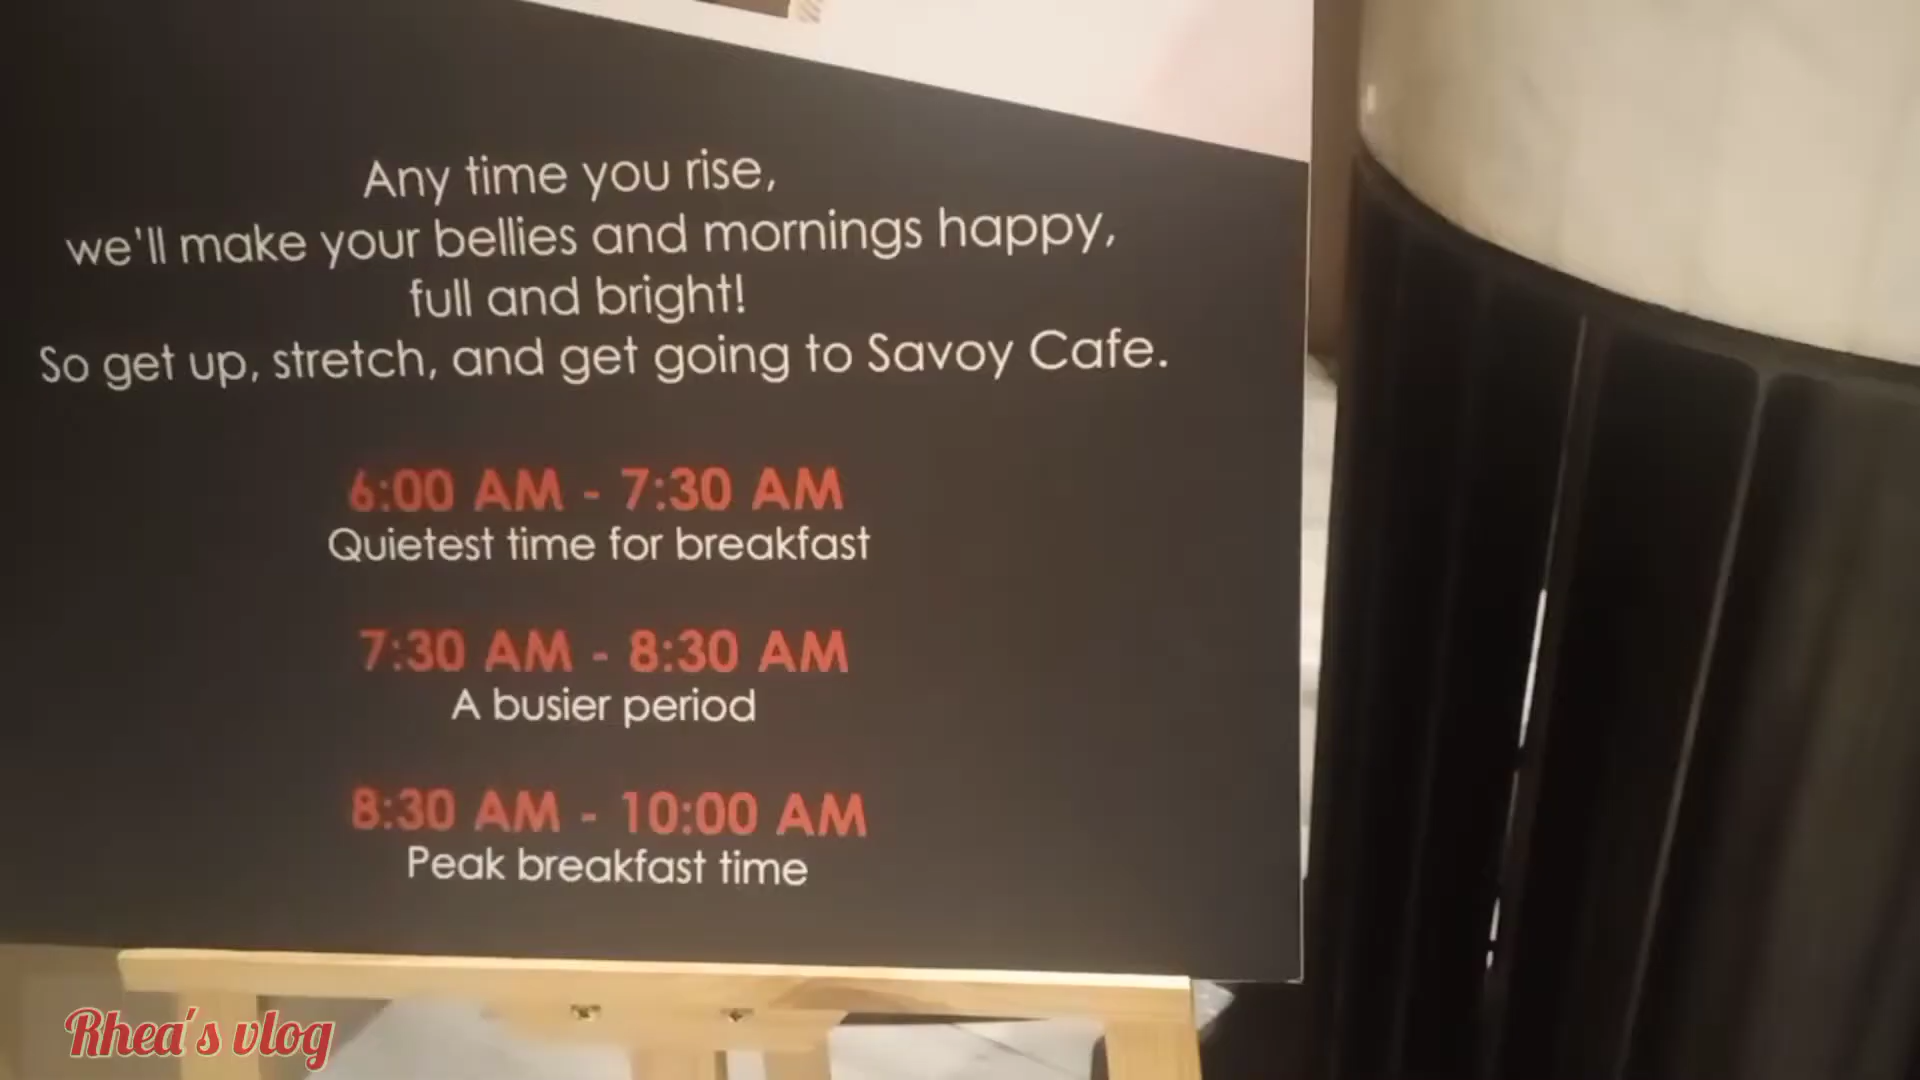 Any time you rise,
we'll make your bellies and mornings happy,
full and bright!
So get up, stretch, and get going to Savoy Cafe.
6:00 AM - 7:30 AM
Quietest time for breakfast
7:30 AM - 8:30 AM
A busier period
8:30 AM - 10:00 AM
Peak breakfast time
Rhea's vlog